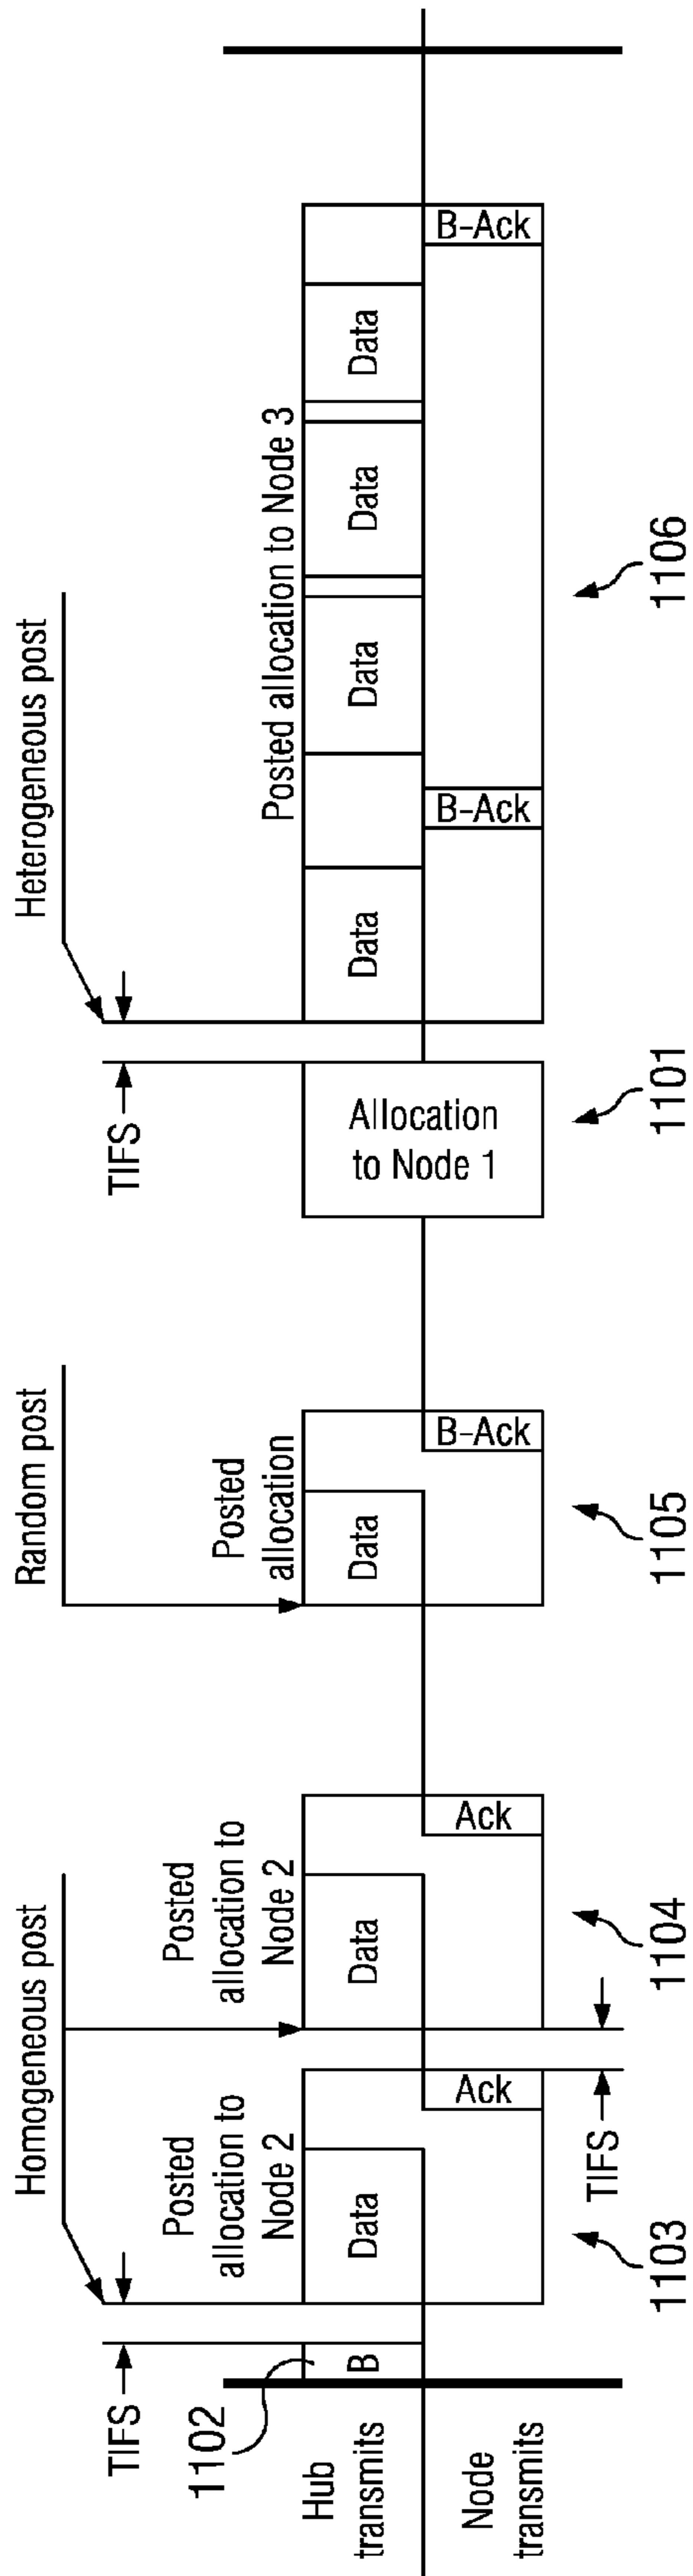 Homogeneous post
Random post
Heterogeneous post
TIFS
TIFS
1102
Hub
transmits
Node
transmits
B
Posted
allocation to
Node 2
Data
Ack
1103
TIFS
Posted
allocation to
Node 2
Data
Ack
1104
Posted
allocation
Data
B-Ack
1105
Allocation
to Node 1
1101
Posted allocation to Node 3
Data
B-Ack
Data
Data
Data
B-Ack
1106